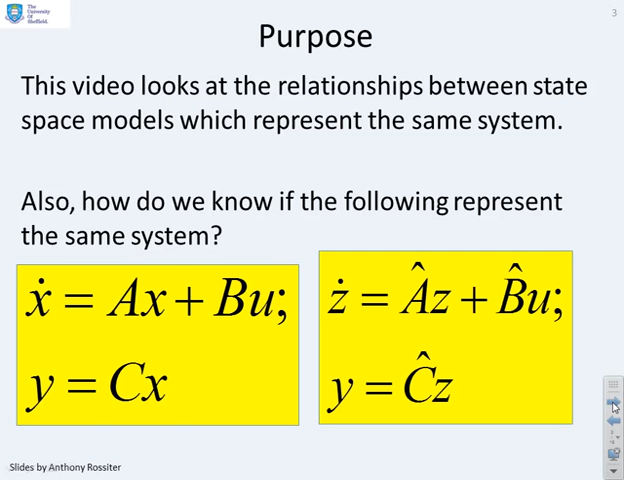 The
University
Of
Sheffield.
3
Purpose
This video looks at the relationships between state
space models which represent the same system.
Also, how do we know if the following represent
the same system?
ẋ = Ax + Bu;
y = Cx
ż = Âz + B̂u;
y = Ĉz
Slides by Anthony Rossiter